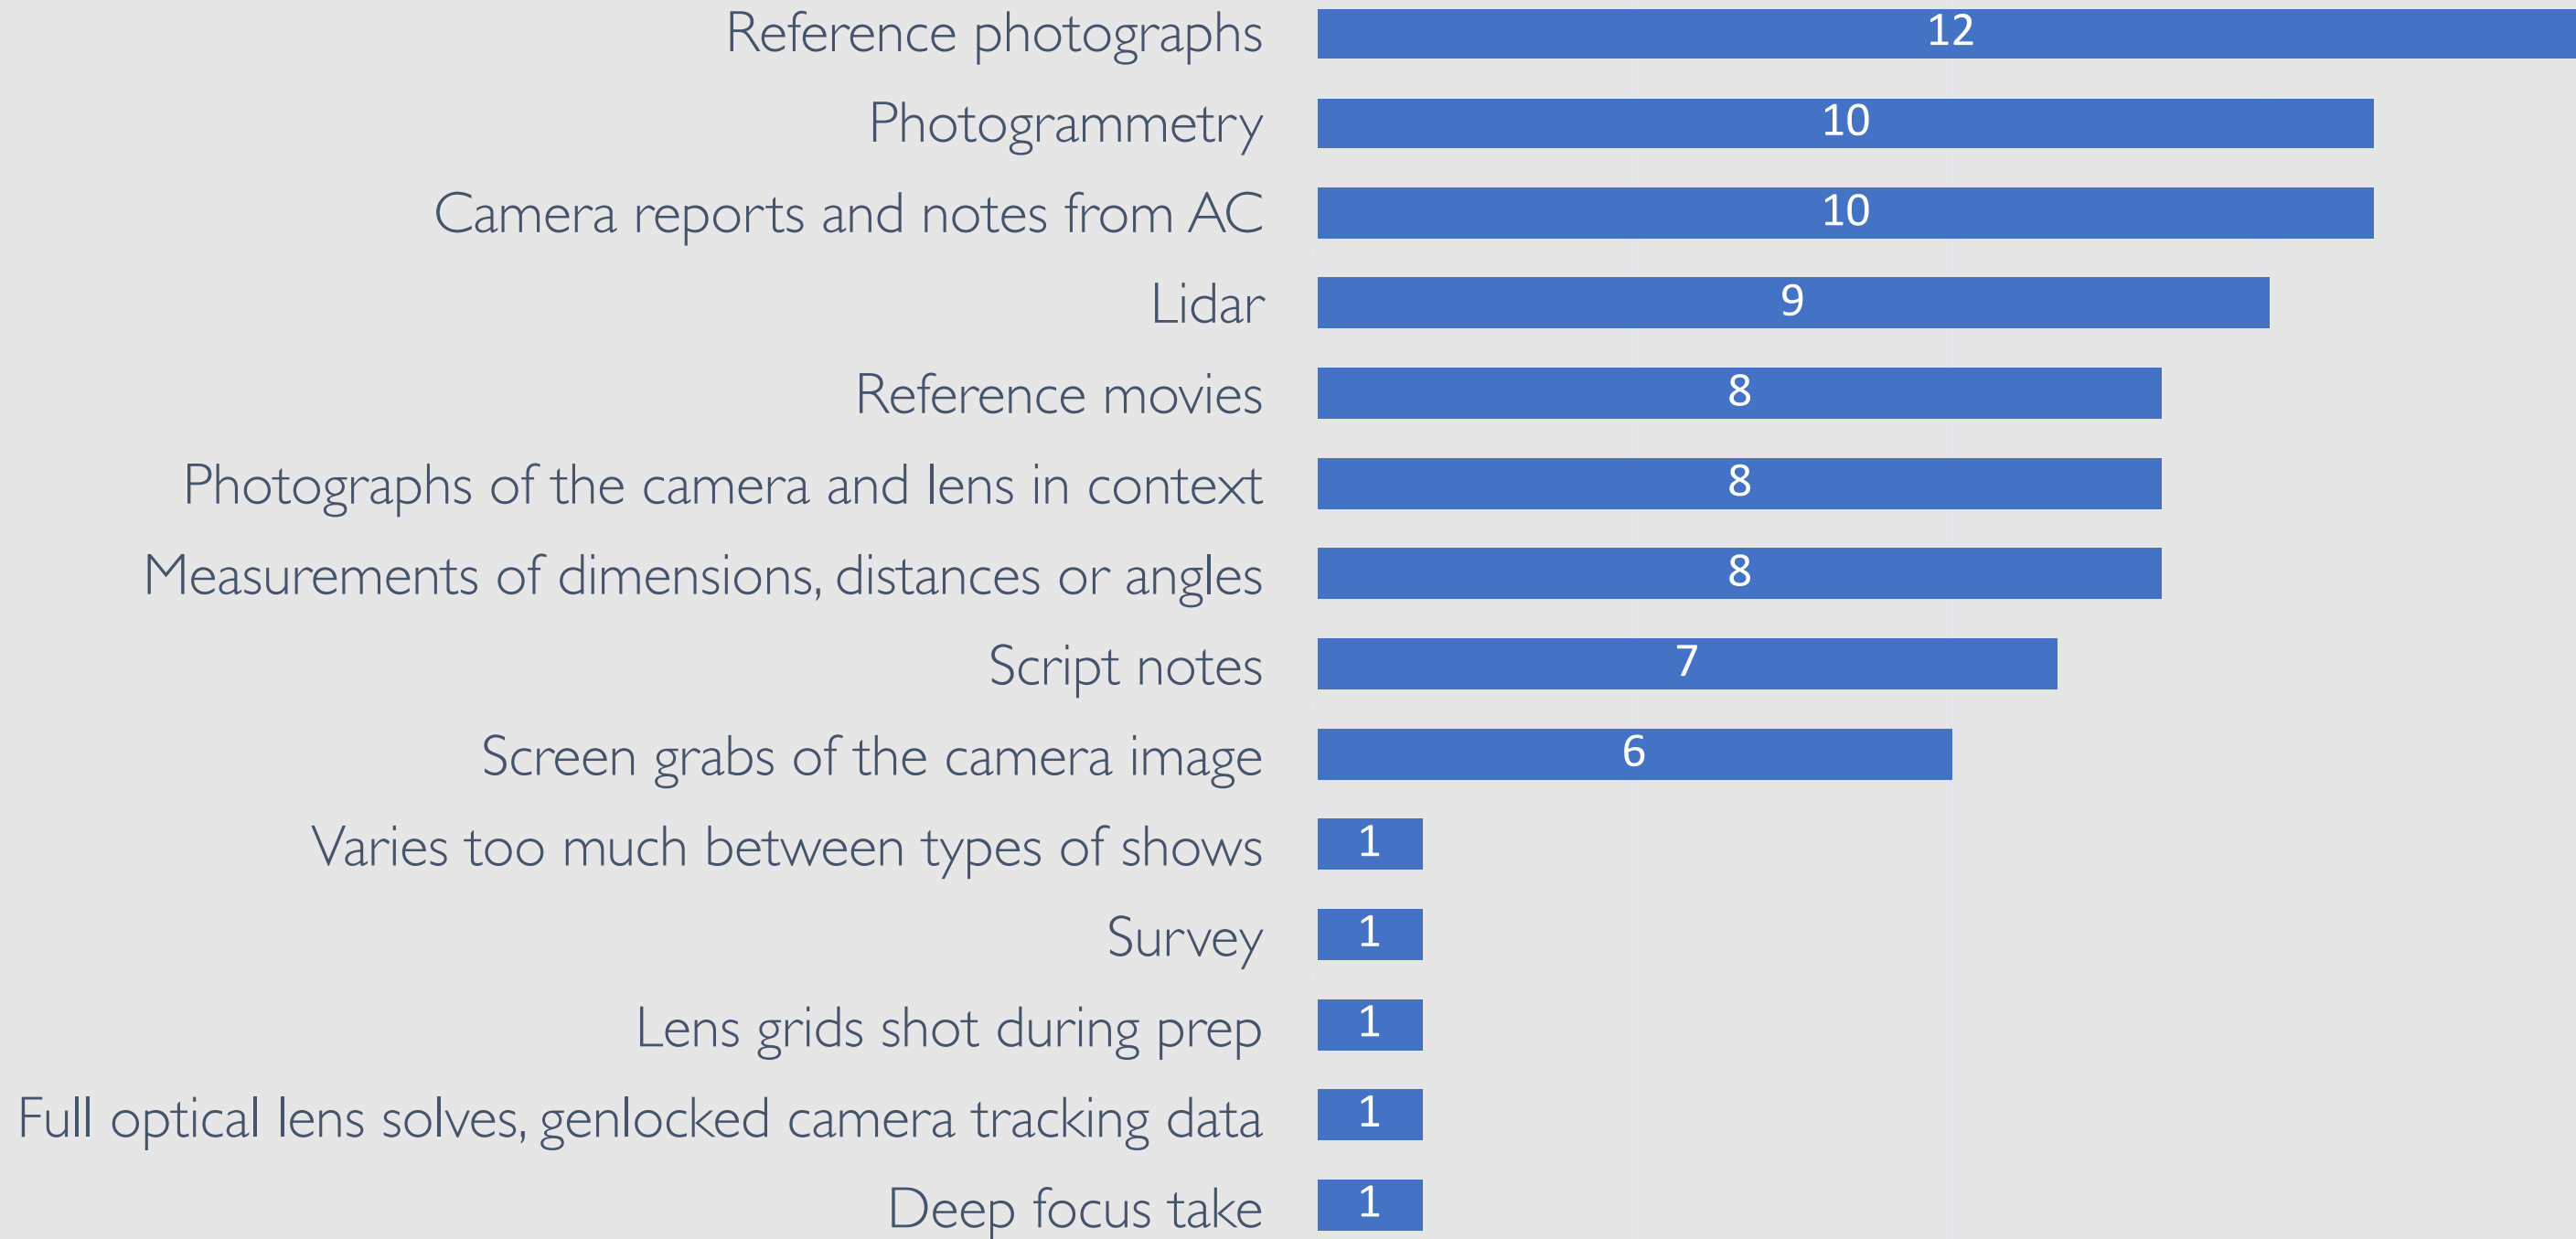 Reference photographs 12
Photogrammetry 10
Camera reports and notes from AC 10
Lidar 9
Reference movies 8
Photographs of the camera and lens in context 8
Measurements of dimensions, distances or angles 8
Script notes 7
Screen grabs of the camera image 6
Varies too much between types of shows 1
Survey 1
Lens grids shot during prep 1
Full optical lens solves, genlocked camera tracking data 1
Deep focus take 1